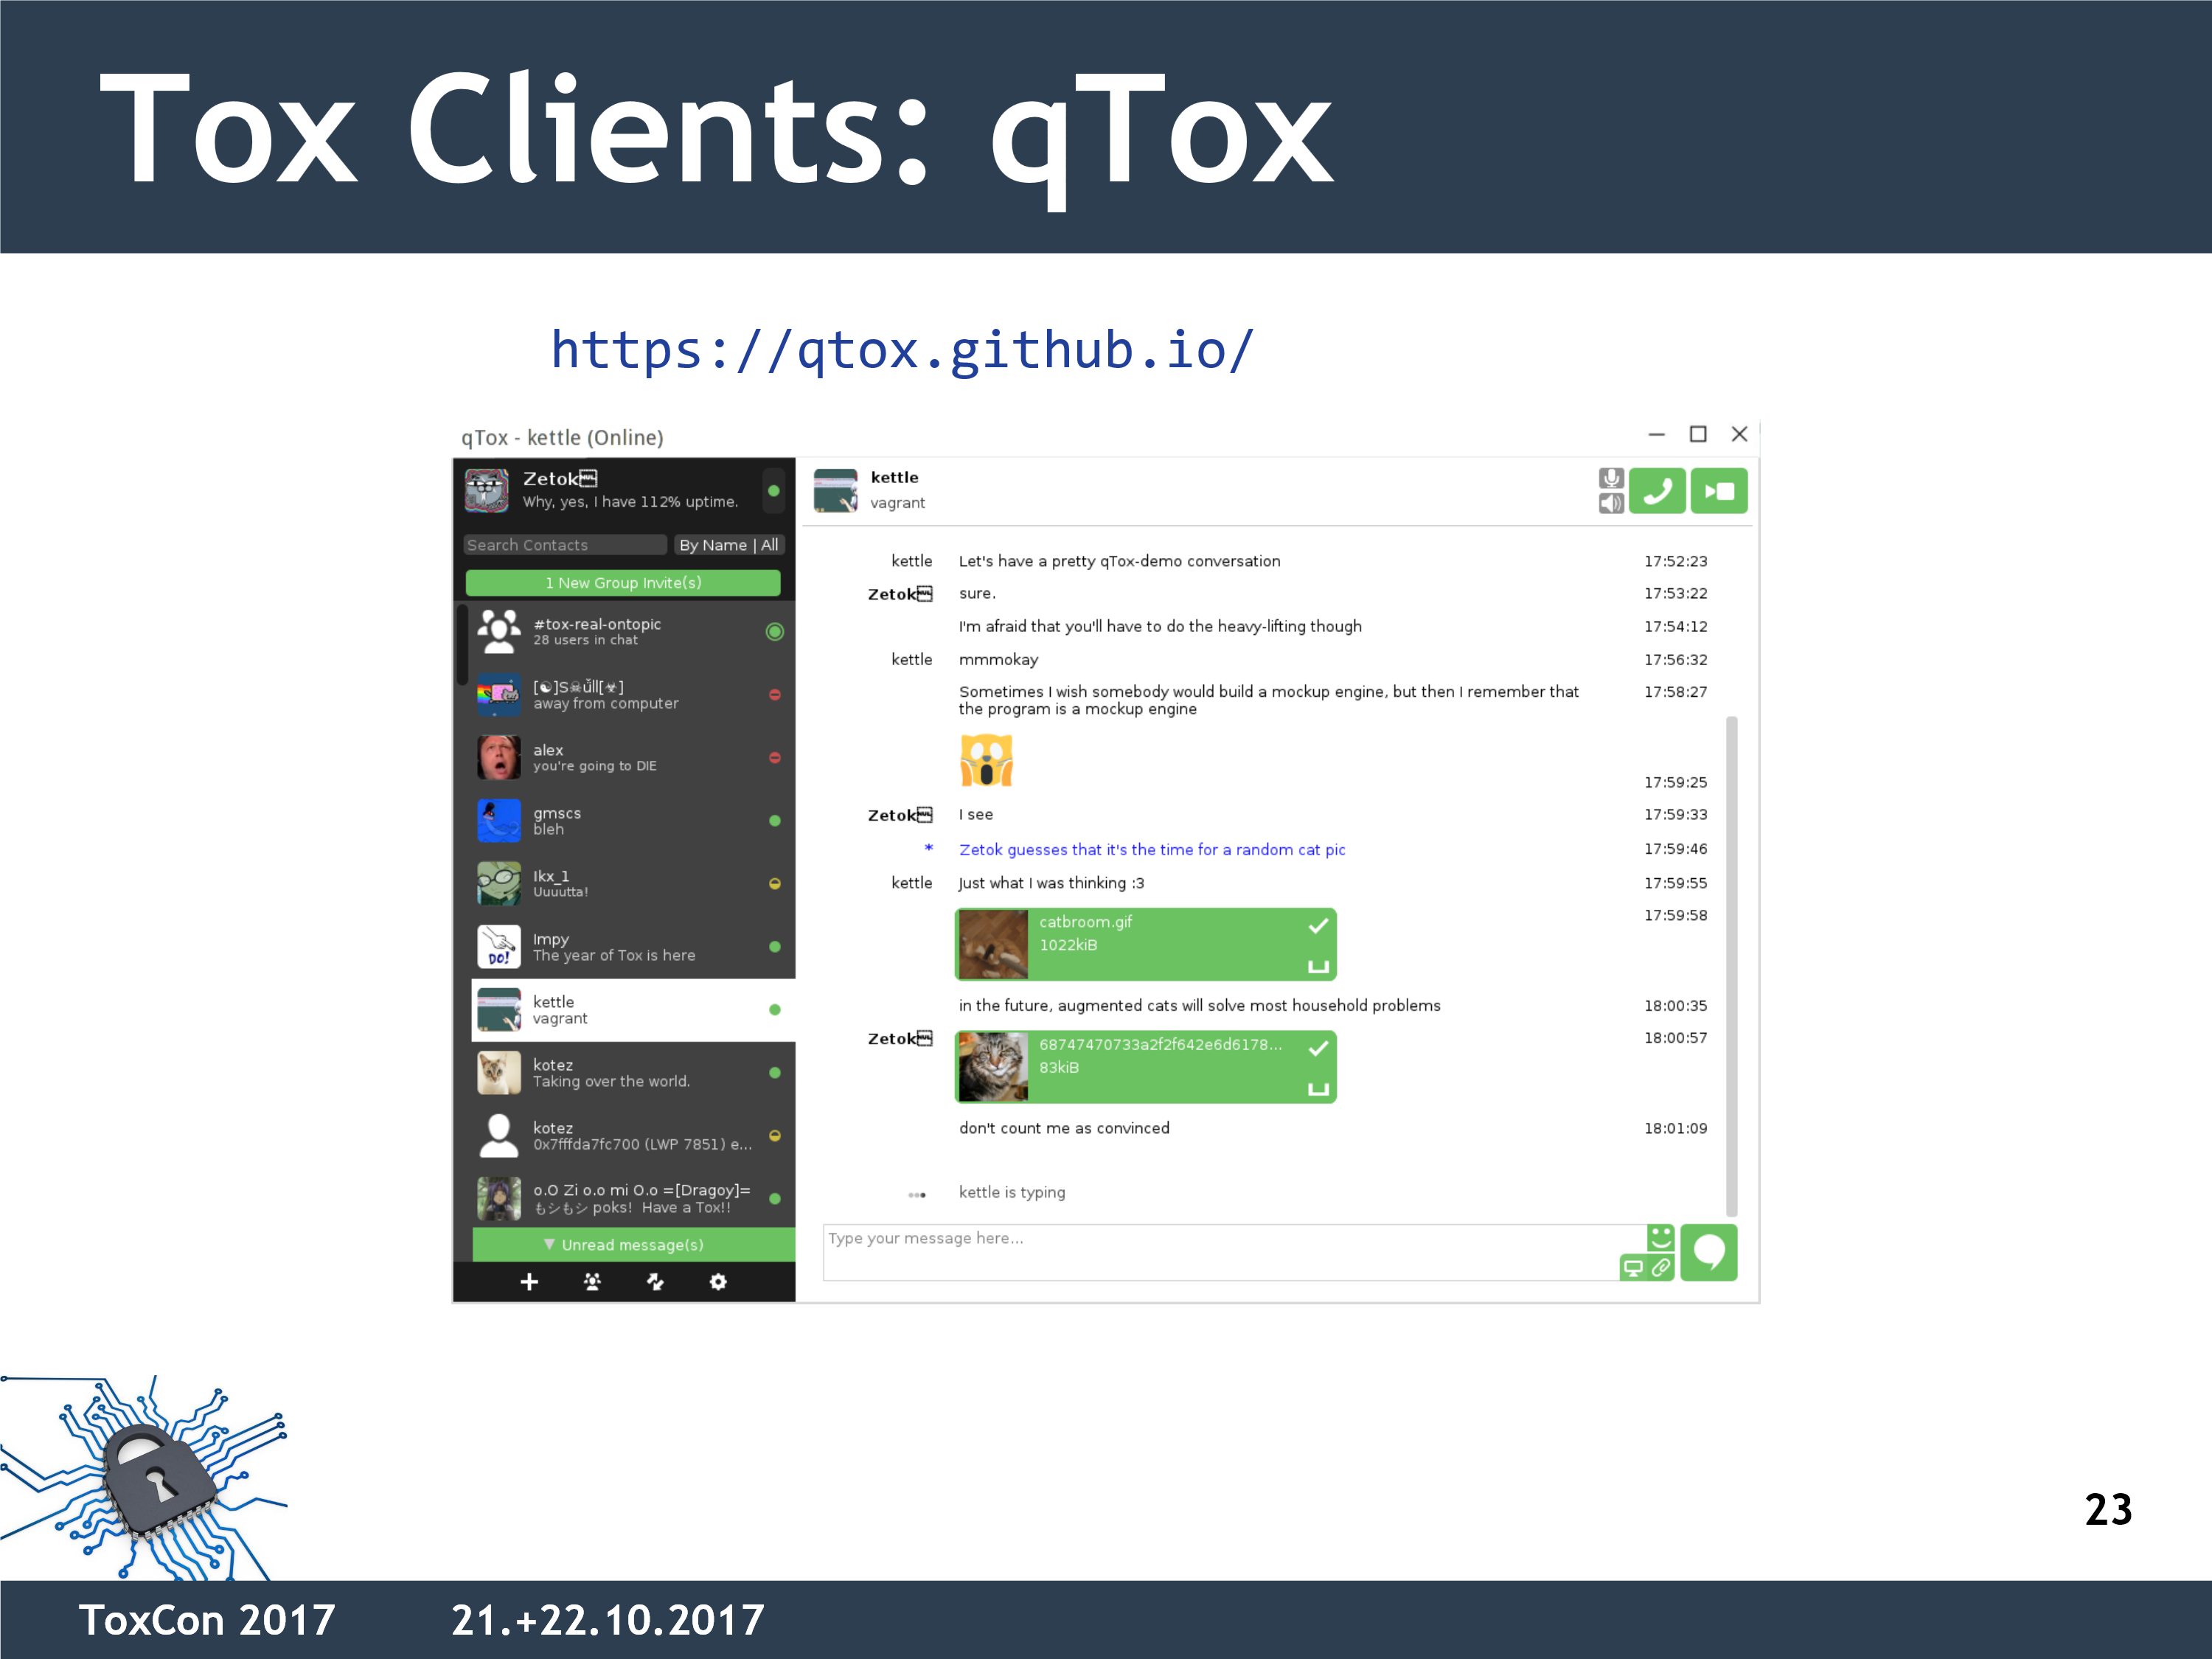 Tox Clients: qTox
https://qtox.github.io/
qTox - kettle (Online)
Zetok
Why, yes, I have 112% uptime.
Search Contacts
By Name | All
1 New Group Invite(s)
#tox-real-ontopic
28 users in chat
[☯]S☠ǘll[☣]
away from computer
alex
you're going to DIE
gmscs
bleh
Ikx_1
Uuuutta!
DO!
Impy
The year of Tox is here
kettle
vagrant
kotez
Taking over the world.
kotez
0x7fffda7fc700 (LWP 7851) e...
o.O Zi o.o mi O.o =[Dragoy]=
もシもシ poks! Have a Tox!!
▼ Unread message(s)
kettle
vagrant
kettle Let's have a pretty qTox-demo conversation 17:52:23
Zetok sure. 17:53:22
I'm afraid that you'll have to do the heavy-lifting though 17:54:12
kettle mmmokay 17:56:32
Sometimes I wish somebody would build a mockup engine, but then I remember that 17:58:27
the program is a mockup engine
17:59:25
Zetok I see 17:59:33
* Zetok guesses that it's the time for a random cat pic 17:59:46
kettle Just what I was thinking :3 17:59:55
catbroom.gif 17:59:58
1022kiB
in the future, augmented cats will solve most household problems 18:00:35
Zetok 68747470733a2f2f642e6d6178... 18:00:57
83kiB
don't count me as convinced 18:01:09
kettle is typing
Type your message here...
23
ToxCon 2017 21.+22.10.2017